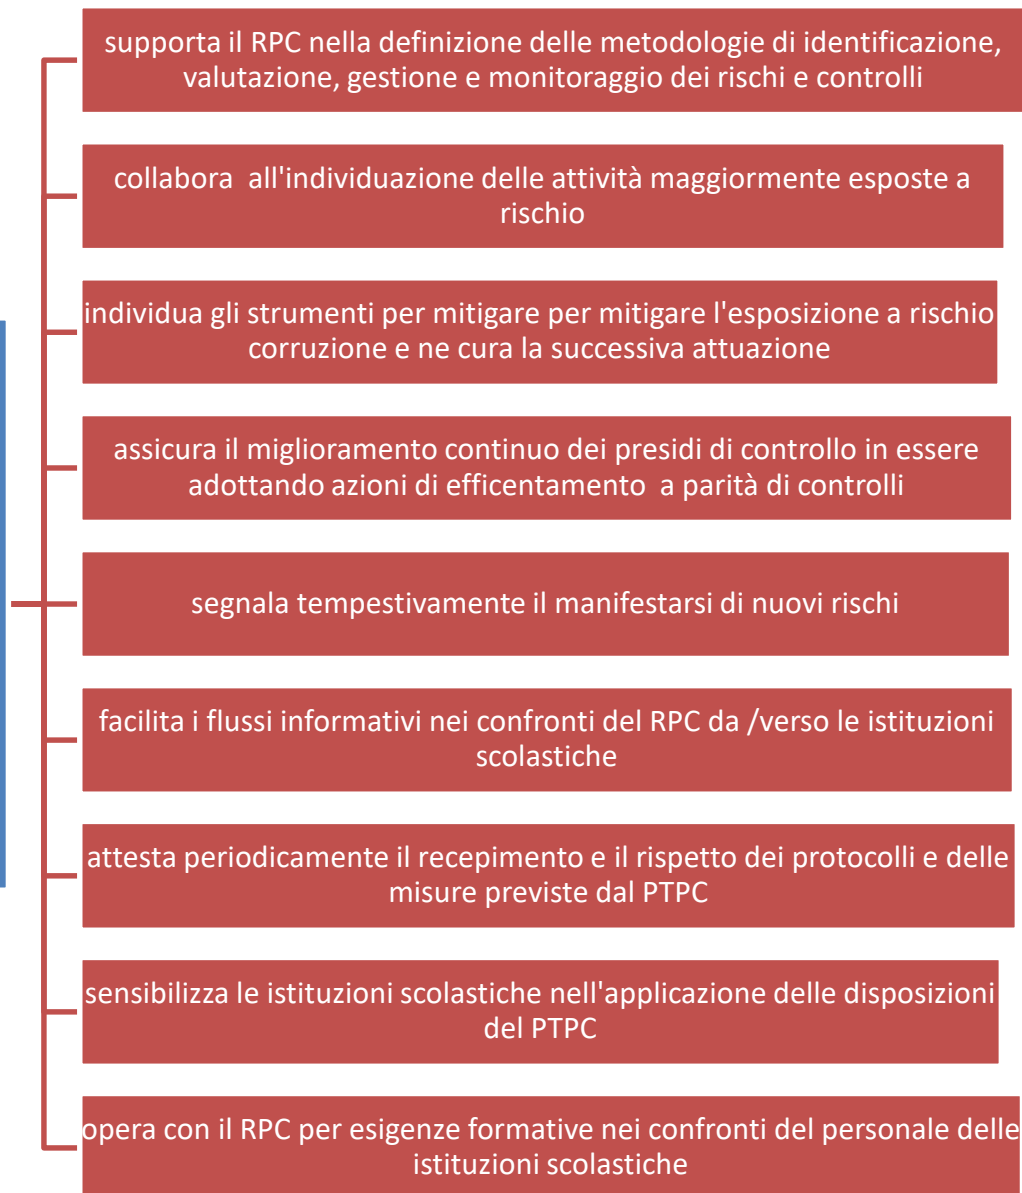 supporta il RPC nella definizione delle metodologie di identificazione,
valutazione, gestione e monitoraggio dei rischi e controlli
collabora  all'individuazione delle attività maggiormente esposte a
rischio
individua gli strumenti per mitigare per mitigare l'esposizione a rischio
corruzione e ne cura la successiva attuazione
assicura il miglioramento continuo dei presidi di controllo in essere
adottando azioni di efficentamento  a parità di controlli
segnala tempestivamente il manifestarsi di nuovi rischi
facilita i flussi informativi nei confronti del RPC da /verso le istituzioni
scolastiche
attesta periodicamente il recepimento e il rispetto dei protocolli e delle
misure previste dal PTPC
sensibilizza le istituzioni scolastiche nell'applicazione delle disposizioni
del PTPC
opera con il RPC per esigenze formative nei confronti del personale delle
istituzioni scolastiche